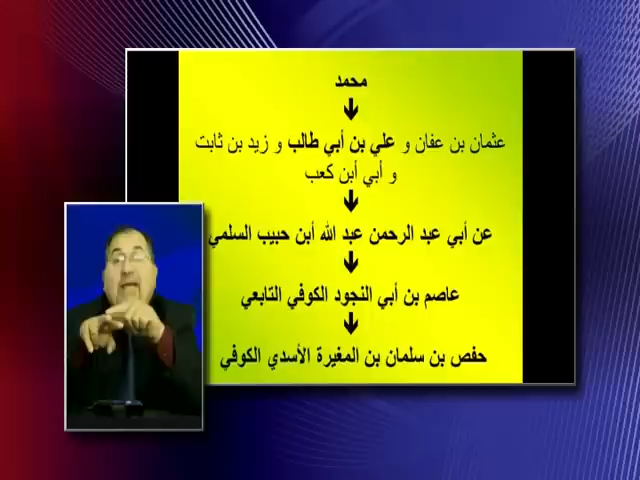 محمد
عثمان بن عفان و علي بن أبي طالب و زيد بن ثابت
و أبي أبن كعب
عن أبي عبد الرحمن عبد الله أبن حبيب السلمي
عاصم بن أبي النجود الكوفي التابعي
حفص بن سلمان بن المغيرة الأسدي الكوفي